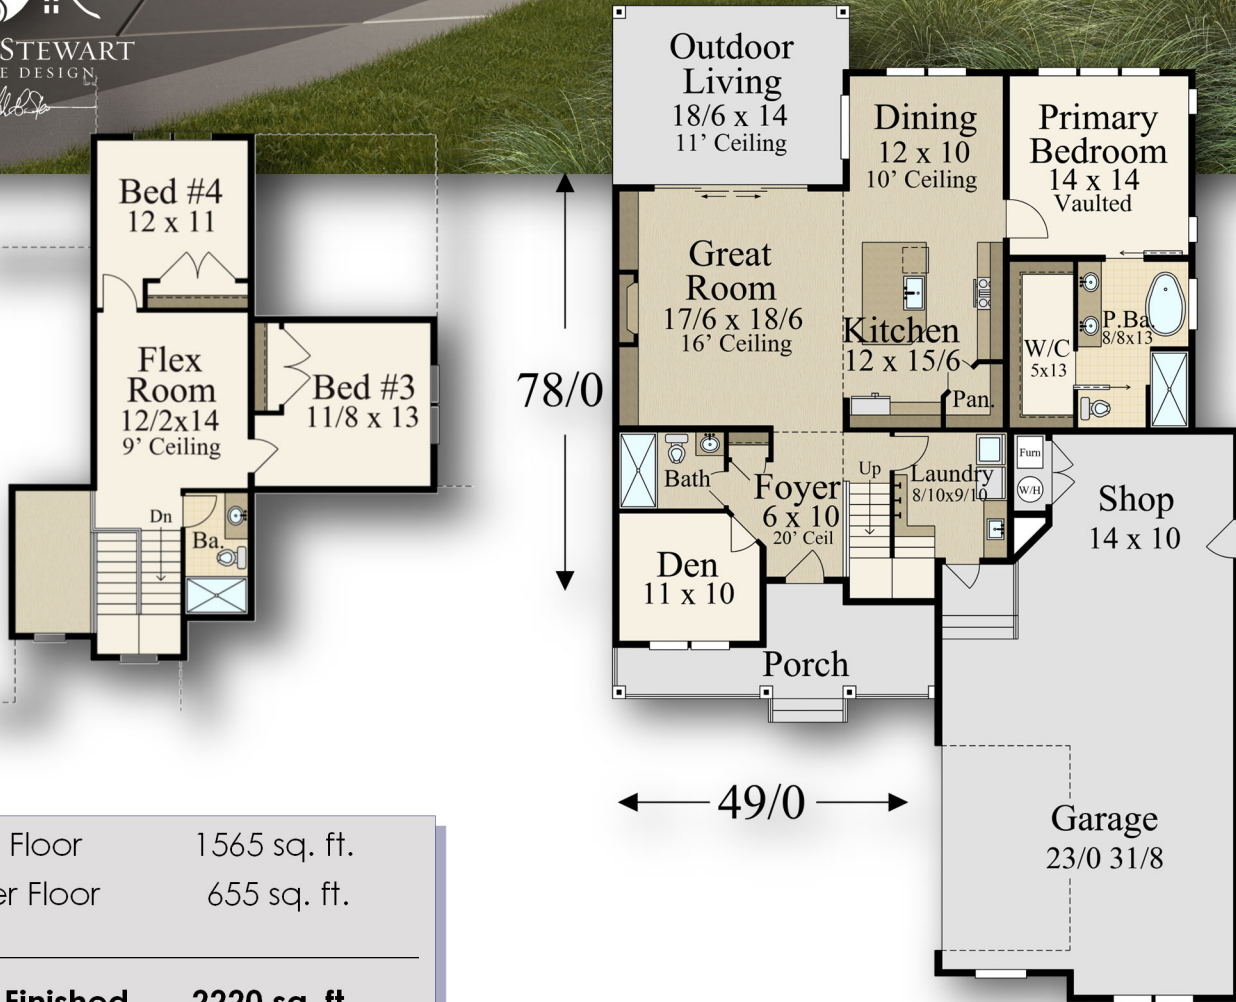 STEWART
E DESIGN
Bed #4
12 x 11
Flex
Room
12/2x14
9' Ceiling
Bed #3
11/8 x 13
Dn
Ba.
Outdoor
Living
18/6 x 14
11' Ceiling
Dining
12 x 10
10' Ceiling
Primary
Bedroom
14 x 14
Vaulted
Great
Room
17/6 x 18/6
16' Ceiling
Kitchen
12 x 15/6
Pan.
W/C
5x13
P.Ba.
8/8x13
78/0
Bath
Foyer
6 x 10
20' Ceil
Up
Laundry
8/10x9/10
Furn
W/H
Shop
14 x 10
Den
11 x 10
Porch
49/0
Garage
23/0 31/8
Floor 1565 sq. ft.
er Floor 655 sq. ft.
Finished 2220 sq. ft.